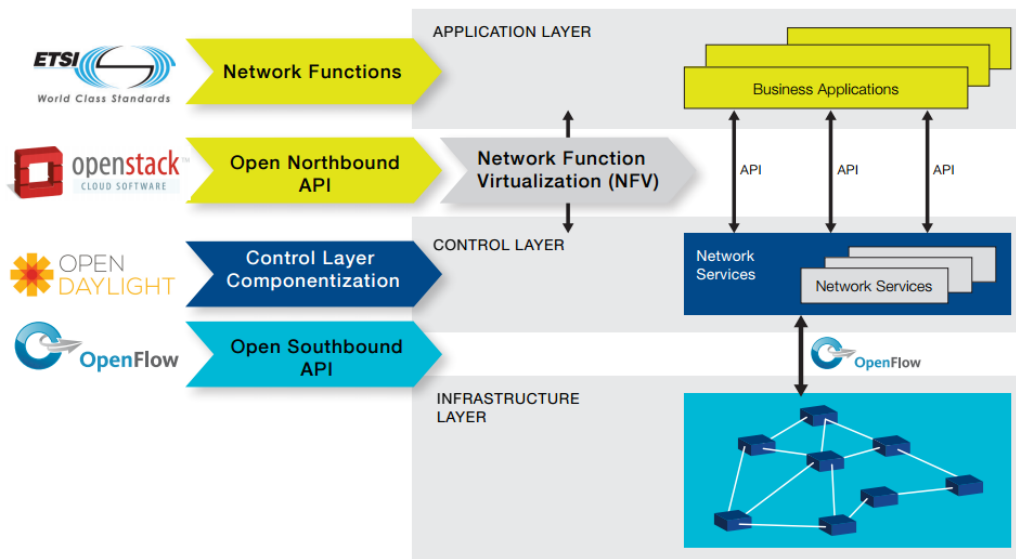 ETSI
World Class Standards
Network Functions
APPLICATION LAYER
Business Applications
openstack™
CLOUD SOFTWARE
Open Northbound
API
Network Function
Virtualization (NFV)
API
API
API
OPEN
DAYLIGHT
Control Layer
Componentization
CONTROL LAYER
Network
Services
Network Services
OpenFlow
Open Southbound
API
OpenFlow
INFRASTRUCTURE
LAYER